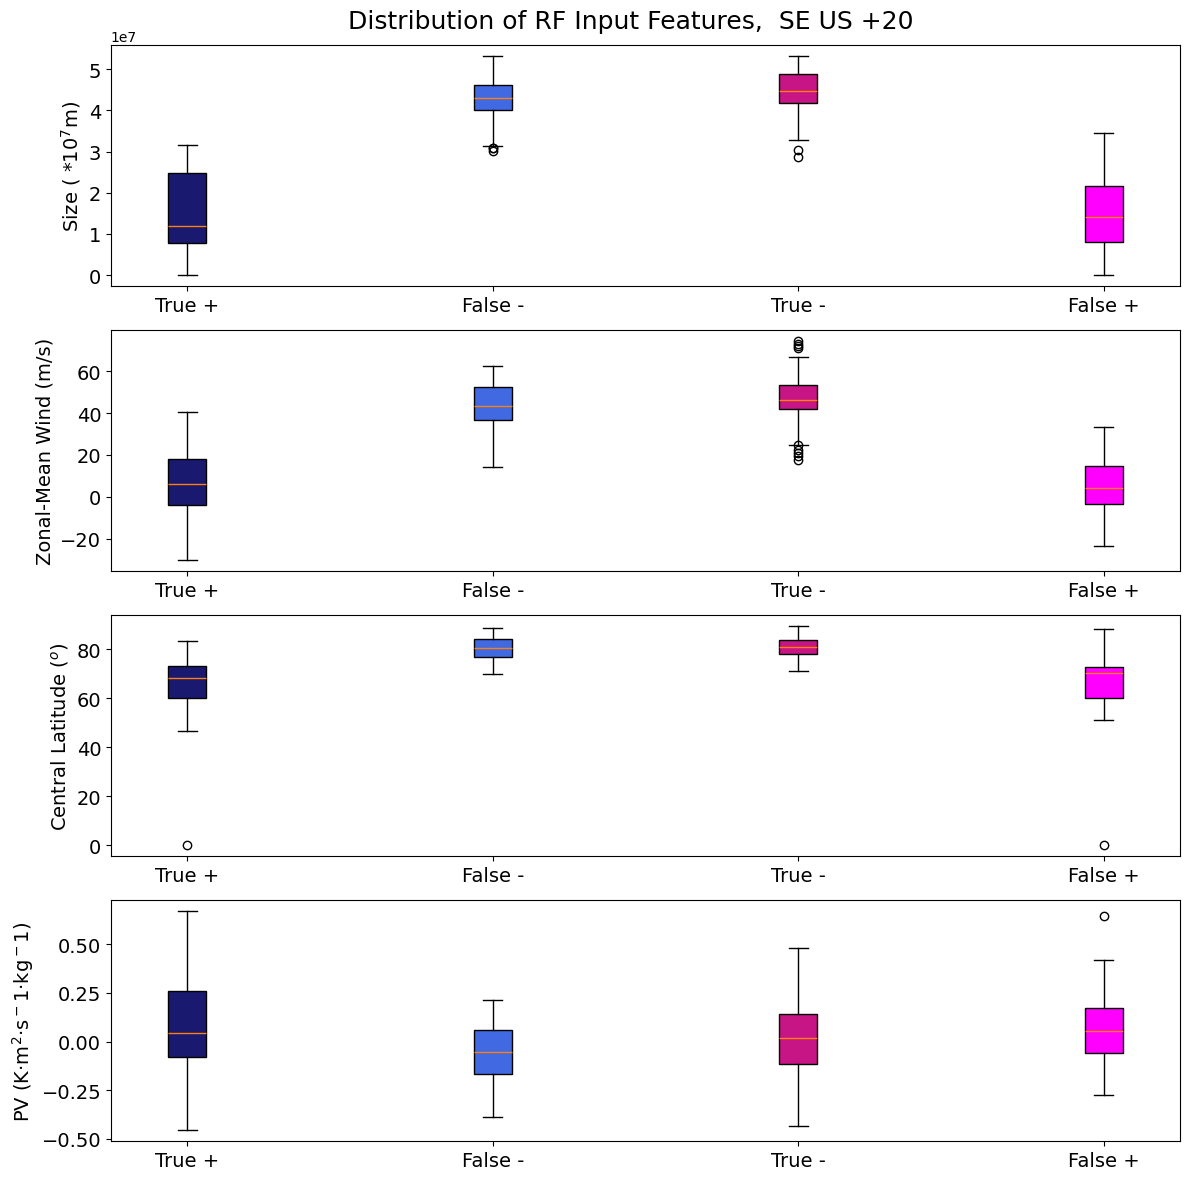 Distribution of RF Input Features,  SE US +20
1e7
Size ( *10⁷m)
5
4
3
2
1
0
True +
False -
True -
False +
Zonal-Mean Wind (m/s)
60
40
20
0
−20
True +
False -
True -
False +
Central Latitude (ᴼ)
80
60
40
20
0
True +
False -
True -
False +
PV (K·m²·s⁻1·kg⁻1)
0.50
0.25
0.00
−0.25
−0.50
True +
False -
True -
False +